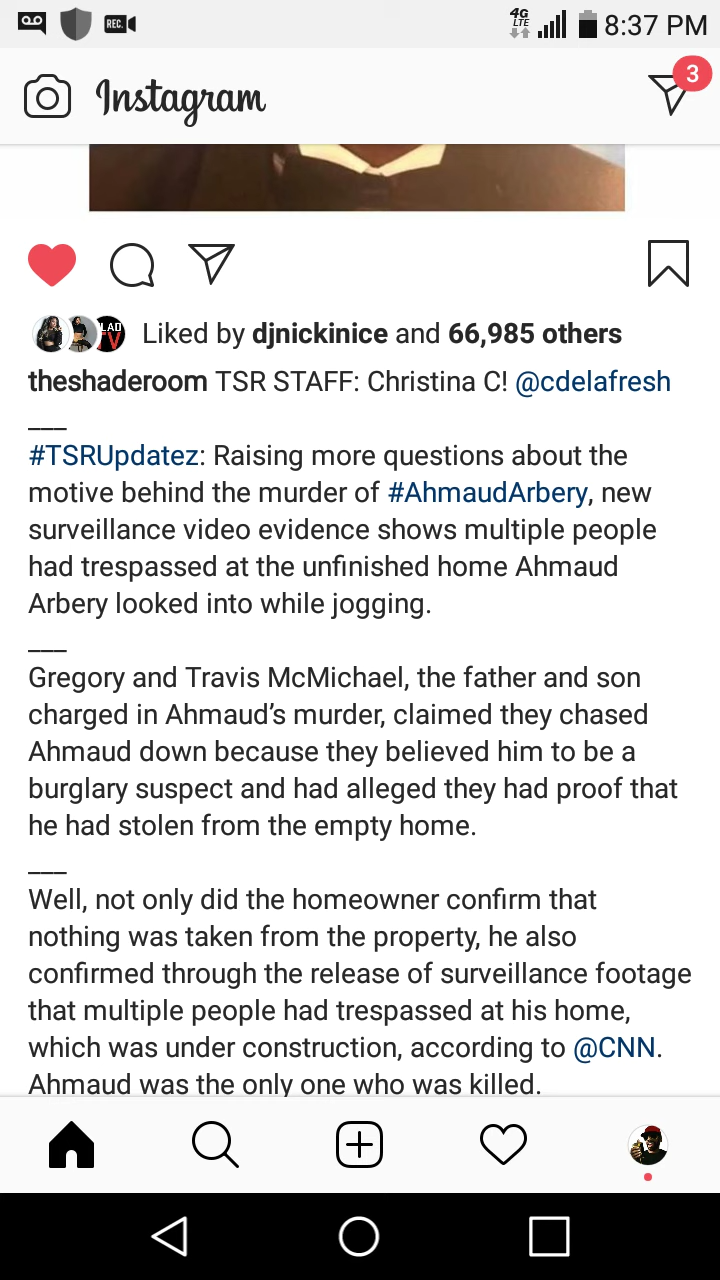 REC.
4G
LTE
8:37 PM
Instagram
3
LAD
TV
Liked by djnickinice and 66,985 others
theshaderoom TSR STAFF: Christina C! @cdelafresh
___
#TSRUpdatez: Raising more questions about the
motive behind the murder of #AhmaudArbery, new
surveillance video evidence shows multiple people
had trespassed at the unfinished home Ahmaud
Arbery looked into while jogging.
___
Gregory and Travis McMichael, the father and son
charged in Ahmaud’s murder, claimed they chased
Ahmaud down because they believed him to be a
burglary suspect and had alleged they had proof that
he had stolen from the empty home.
___
Well, not only did the homeowner confirm that
nothing was taken from the property, he also
confirmed through the release of surveillance footage
that multiple people had trespassed at his home,
which was under construction, according to @CNN.
Ahmaud was the only one who was killed.